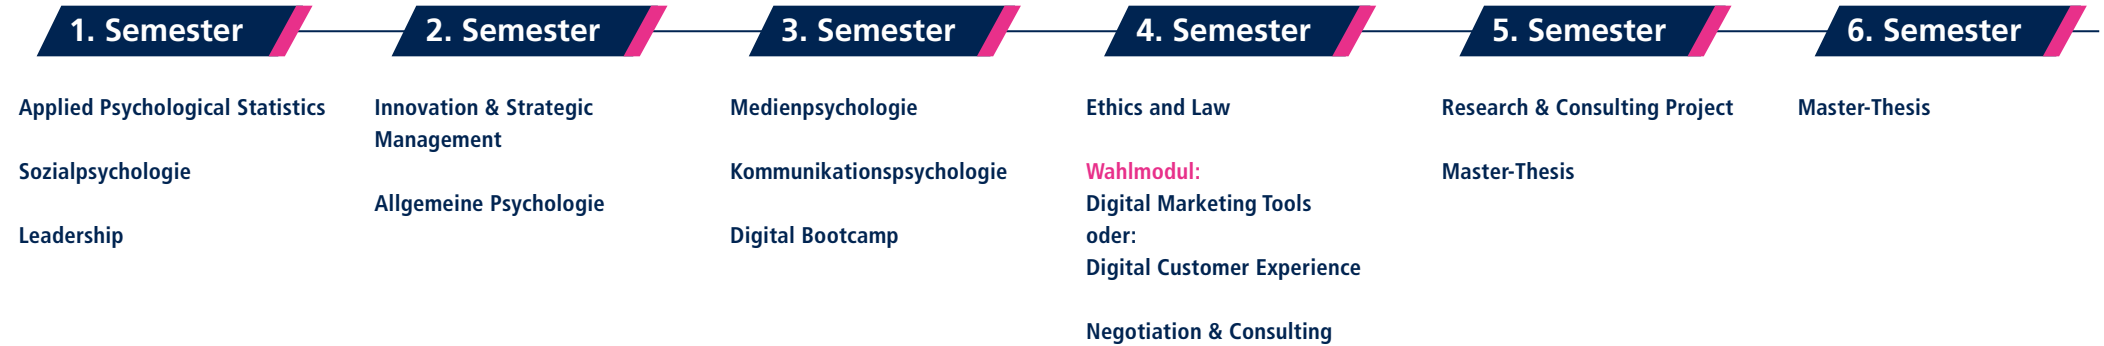 1. Semester
Applied Psychological Statistics
Sozialpsychologie
Leadership
2. Semester
Innovation & Strategic
Management
Allgemeine Psychologie
3. Semester
Medienpsychologie
Kommunikationspsychologie
Digital Bootcamp
4. Semester
Ethics and Law
Wahlmodul:
Digital Marketing Tools
oder:
Digital Customer Experience
Negotiation & Consulting
5. Semester
Research & Consulting Project
Master-Thesis
6. Semester
Master-Thesis